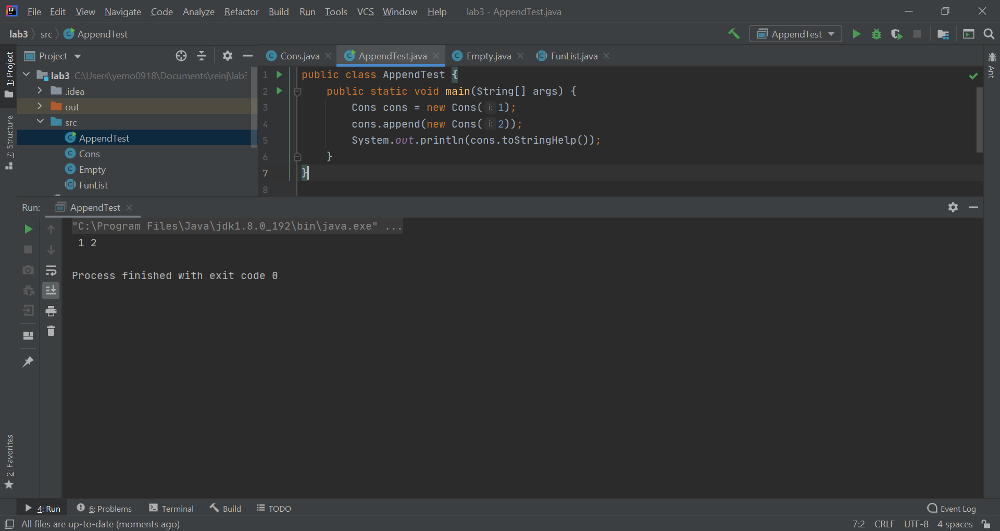 File Edit View Navigate Code Analyze Refactor Build Run Tools VCS Window Help lab3 - AppendTest.java
lab3 src AppendTest
AppendTest
1: Project
7: Structure
2: Favorites
Project
lab3 C:\Users\yemo0918\Documents\reinj\lab3
.idea
out
src
AppendTest
Cons
Empty
FunList
Cons.java AppendTest.java Empty.java FunList.java
1 public class AppendTest {
2 public static void main(String[] args) {
3 Cons cons = new Cons( i: 1);
4 cons.append(new Cons( i: 2));
5 System.out.println(cons.toStringHelp());
6 }
7 }
8
Ant
Run: AppendTest
"C:\Program Files\Java\jdk1.8.0_192\bin\java.exe" ...
1 2
Process finished with exit code 0
4: Run 6: Problems Terminal Build TODO Event Log
All files are up-to-date (moments ago) 7:2 CRLF UTF-8 4 spaces